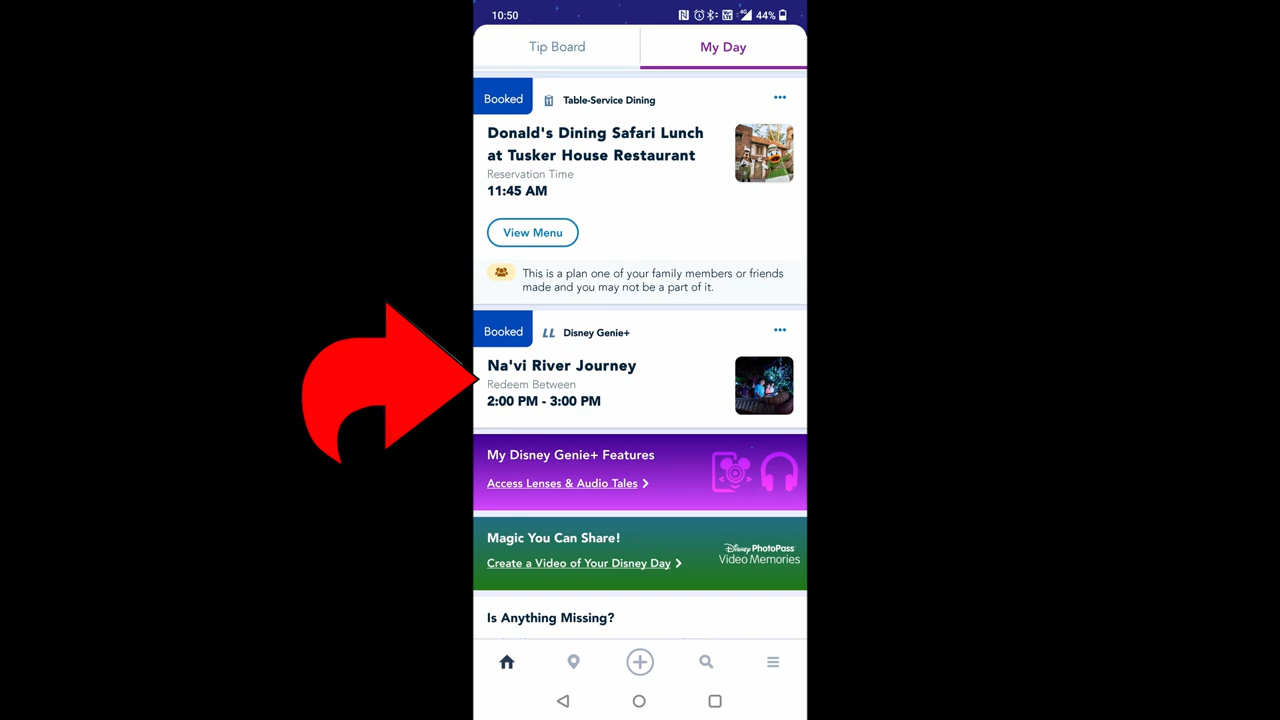 10:50
4G
44%
Tip Board
My Day
Booked
Table-Service Dining
Donald's Dining Safari Lunch
at Tusker House Restaurant
Reservation Time
11:45 AM
View Menu
This is a plan one of your family members or friends
made and you may not be a part of it.
Booked
LL Disney Genie+
Na'vi River Journey
Redeem Between
2:00 PM - 3:00 PM
My Disney Genie+ Features
Access Lenses & Audio Tales
Magic You Can Share!
Create a Video of Your Disney Day
Disney PhotoPass
Video Memories
Is Anything Missing?